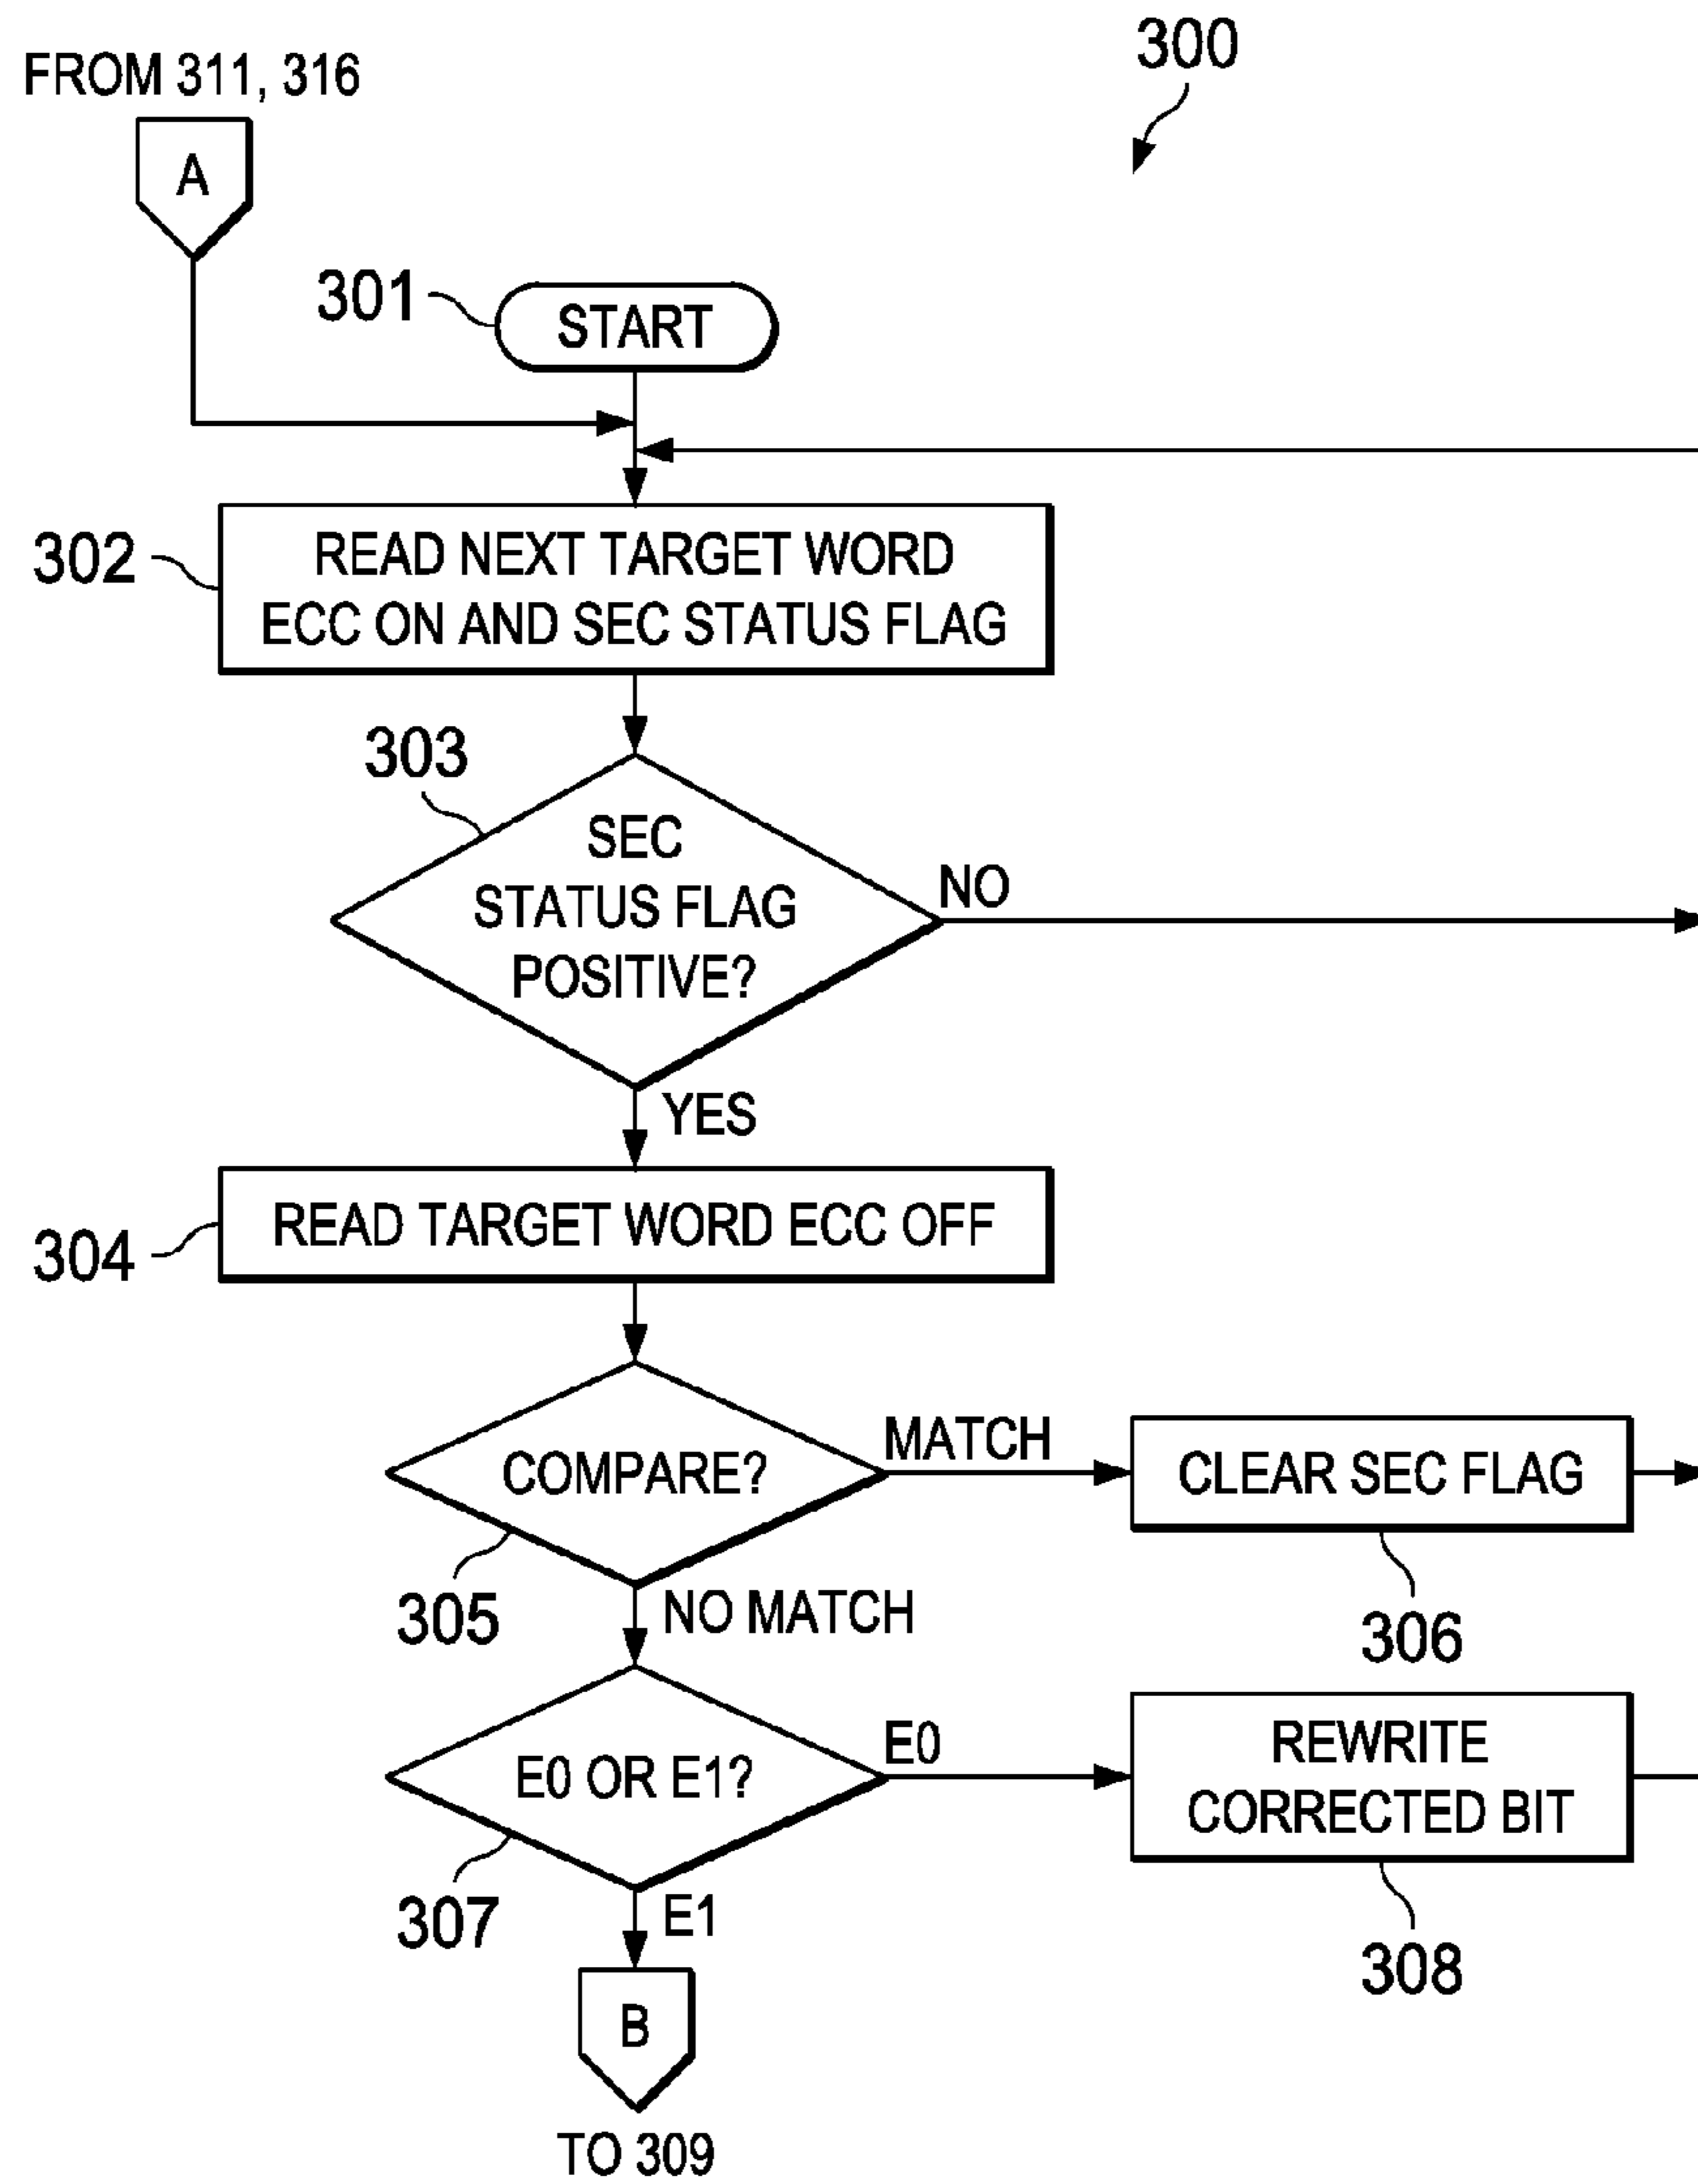 300
FROM 311, 316
A
301
START
302
READ NEXT TARGET WORD
ECC ON AND SEC STATUS FLAG
303
SEC
STATUS FLAG
POSITIVE?
NO
YES
304
READ TARGET WORD ECC OFF
COMPARE?
MATCH
CLEAR SEC FLAG
305
NO MATCH
306
E0 OR E1?
E0
REWRITE
CORRECTED BIT
307
E1
308
B
TO 309